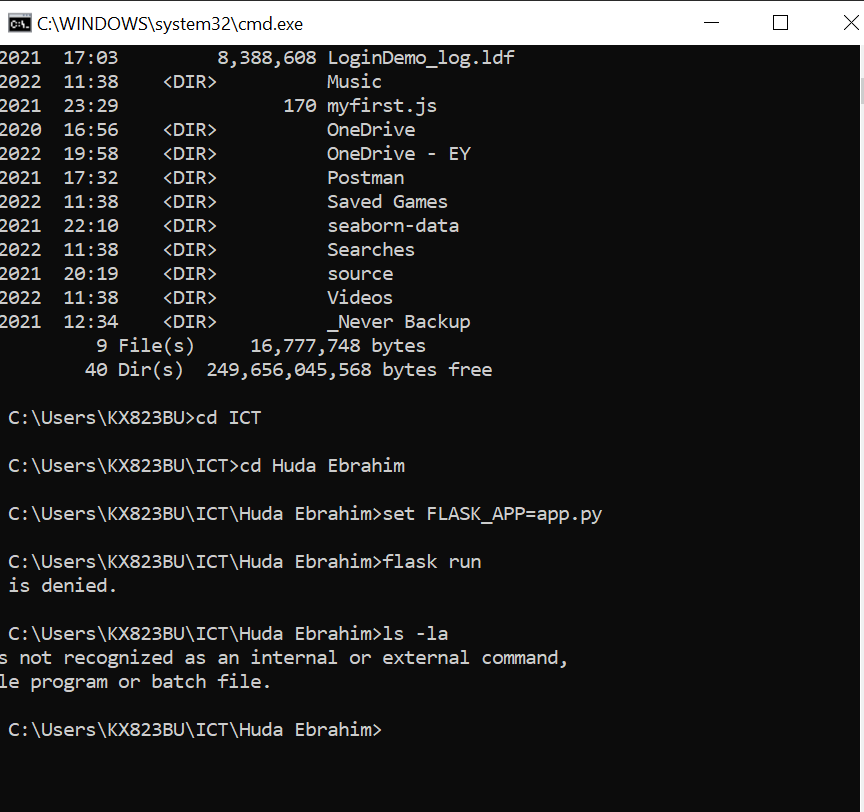 C:\WINDOWS\system32\cmd.exe
2021  17:03         8,388,608 LoginDemo_log.ldf
2022  11:38    <DIR>          Music
2021  23:29               170 myfirst.js
2020  16:56    <DIR>          OneDrive
2022  19:58    <DIR>          OneDrive - EY
2021  17:32    <DIR>          Postman
2022  11:38    <DIR>          Saved Games
2021  22:10    <DIR>          seaborn-data
2022  11:38    <DIR>          Searches
2021  20:19    <DIR>          source
2022  11:38    <DIR>          Videos
2021  12:34    <DIR>          _Never Backup
9 File(s)     16,777,748 bytes
40 Dir(s)  249,656,045,568 bytes free
C:\Users\KX823BU>cd ICT
C:\Users\KX823BU\ICT>cd Huda Ebrahim
C:\Users\KX823BU\ICT\Huda Ebrahim>set FLASK_APP=app.py
C:\Users\KX823BU\ICT\Huda Ebrahim>flask run
is denied.
C:\Users\KX823BU\ICT\Huda Ebrahim>ls -la
s not recognized as an internal or external command,
le program or batch file.
C:\Users\KX823BU\ICT\Huda Ebrahim>